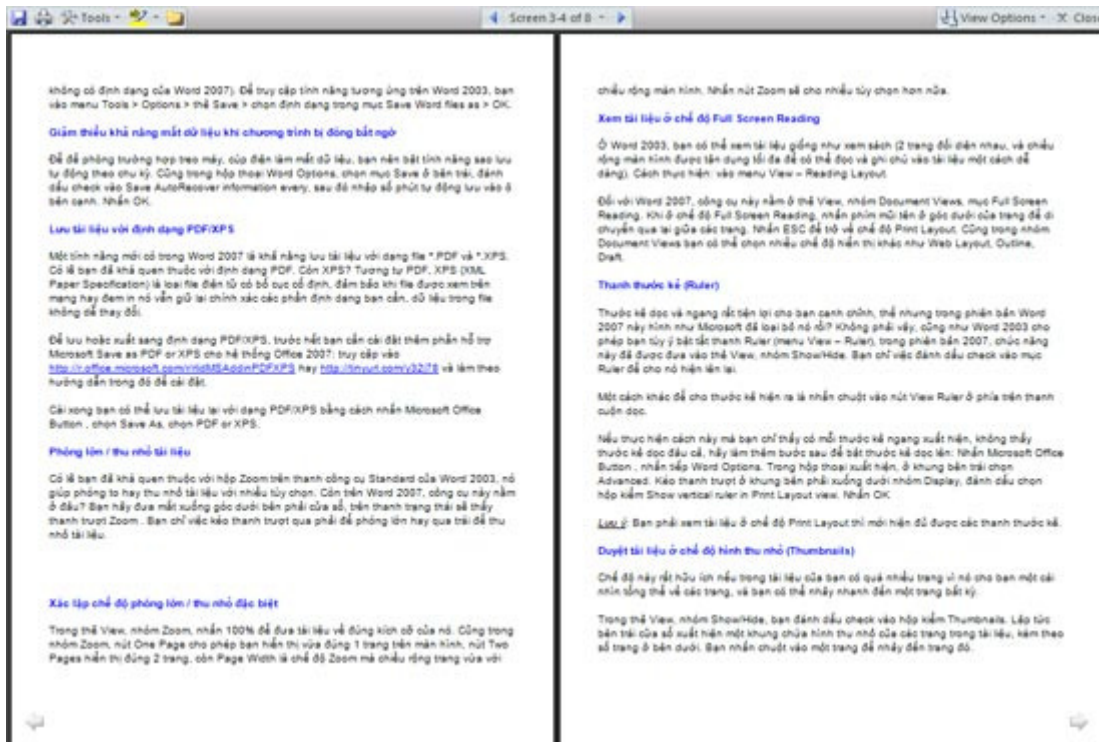 Tools
Screen 3-4 of 8
View Options
Close
không có định dạng của Word 2007). Để truy cập tính năng tương ứng trên Word 2003, bạn
vào menu Tools > Options > thẻ Save > chọn định dạng trong mục Save Word files as > OK.
Giảm thiểu khả năng mất dữ liệu khi chương trình bị đóng bất ngờ
Để đề phòng trường hợp treo máy, cúp điện làm mất dữ liệu, bạn nên bật tính năng sao lưu
tự động theo chu kỳ. Cũng trong hộp thoại Word Options, chọn mục Save ở bên trái, đánh
dấu check vào Save AutoRecover information every, sau đó nhập số phút tự động lưu vào ô
bên cạnh. Nhấn OK.
Lưu tài liệu với định dạng PDF/XPS
Một tính năng mới có trong Word 2007 là khả năng lưu tài liệu với dạng file *.PDF và *.XPS.
Có lẽ bạn đã khá quen thuộc với định dạng PDF. Còn XPS? Tương tự PDF, XPS (XML
Paper Specification) là loại file điện tử có bố cục cố định, đảm bảo khi file được xem trên
mạng hay đem in nó vẫn giữ lại chính xác các phần định dạng bạn cần, dữ liệu trong file
không dễ thay đổi.
Để lưu hoặc xuất sang định dạng PDF/XPS, trước hết bạn cần cài đặt thêm phần hỗ trợ
Microsoft Save as PDF or XPS cho hệ thống Office 2007: truy cập vào
http://r.office.microsoft.com/r/rlidMSAddinPDFXPS hay và làm theo
hướng dẫn trong đó để cài đặt.
Cài xong bạn có thể lưu tài liệu lại với dạng PDF/XPS bằng cách nhấn Microsoft Office
Button , chọn Save As, chọn PDF or XPS.
Phóng lớn / thu nhỏ tài liệu
Có lẽ bạn đã khá quen thuộc với hộp Zoom trên thanh công cụ Standard của Word 2003, nó
giúp phóng to hay thu nhỏ tài liệu với nhiều tùy chọn. Còn trên Word 2007, công cụ này nằm
ở đâu? Bạn hãy đưa mắt xuống góc dưới bên phải cửa sổ, trên thanh trạng thái sẽ thấy
thanh trượt Zoom . Bạn chỉ việc kéo thanh trượt qua phải để phóng lớn hay qua trái để thu
nhỏ tài liệu.
Xác lập chế độ phóng lớn / thu nhỏ đặc biệt
Trong thẻ View, nhóm Zoom, nhấn 100% để đưa tài liệu về đúng kích cỡ của nó. Cũng trong
nhóm Zoom, nút One Page cho phép bạn hiển thị vừa đúng 1 trang trên màn hình, nút Two
Pages hiển thị đúng 2 trang, còn Page Width là chế độ Zoom mà chiều rộng trang vừa với
chiều rộng màn hình. Nhấn nút Zoom sẽ cho nhiều tùy chọn hơn nữa.
Xem tài liệu ở chế độ Full Screen Reading
Ở Word 2003, bạn có thể xem tài liệu giống như xem sách (2 trang đối diện nhau, và chiều
rộng màn hình được tận dụng tối đa để có thể đọc và ghi chú vào tài liệu một cách dễ
dàng). Cách thực hiện: vào menu View – Reading Layout.
Đối với Word 2007, công cụ này nằm ở thẻ View, nhóm Document Views, mục Full Screen
Reading. Khi ở chế độ Full Screen Reading, nhấn phím mũi tên ở góc dưới của trang để di
chuyển qua lại giữa các trang. Nhấn ESC để trở về chế độ Print Layout. Cũng trong nhóm
Document Views bạn có thể chọn nhiều chế độ hiển thị khác như Web Layout, Outline,
Draft.
Thanh thước kẻ (Ruler)
Thước kẻ dọc và ngang rất tiện lợi cho bạn canh chỉnh, thế nhưng trong phiên bản Word
2007 này hình như Microsoft đã loại bỏ nó rồi? Không phải vậy, cũng như Word 2003 cho
phép bạn tùy ý bật tắt thanh Ruler (menu View – Ruler), trong phiên bản 2007, chức năng
này đã được đưa vào thẻ View, nhóm Show/Hide. Bạn chỉ việc đánh dấu check vào mục
Ruler để cho nó hiện lên lại.
Một cách khác để cho thước kẻ hiện ra là nhấn chuột vào nút View Ruler ở phía trên thanh
cuộn dọc.
Nếu thực hiện cách này mà bạn chỉ thấy có mỗi thước kẻ ngang xuất hiện, không thấy
thước kẻ dọc đâu cả, hãy làm thêm bước sau để bật thước kẻ dọc lên: Nhấn Microsoft Office
Button , nhấn tiếp Word Options. Trong hộp thoại xuất hiện, ở khung bên trái chọn
Advanced. Kéo thanh trượt ở khung bên phải xuống dưới nhóm Display, đánh dấu chọn
hộp kiểm Show vertical ruler in Print Layout view. Nhấn OK
Lưu ý: Bạn phải xem tài liệu ở chế độ Print Layout thì mới hiện đủ được các thanh thước kẻ.
Duyệt tài liệu ở chế độ hình thu nhỏ (Thumbnails)
Chế độ này rất hữu ích nếu trong tài liệu của bạn có quá nhiều trang vì nó cho bạn một cái
nhìn tổng thể về các trang, và bạn có thể nhảy nhanh đến một trang bất kỳ.
Trong thẻ View, nhóm Show/Hide, bạn đánh dấu check vào hộp kiểm Thumbnails. Lập tức
bên trái cửa sổ xuất hiện một khung chứa hình thu nhỏ của các trang trong tài liệu, kèm theo
số trang ở bên dưới. Bạn nhấn chuột vào một trang để nhảy đến trang đó.